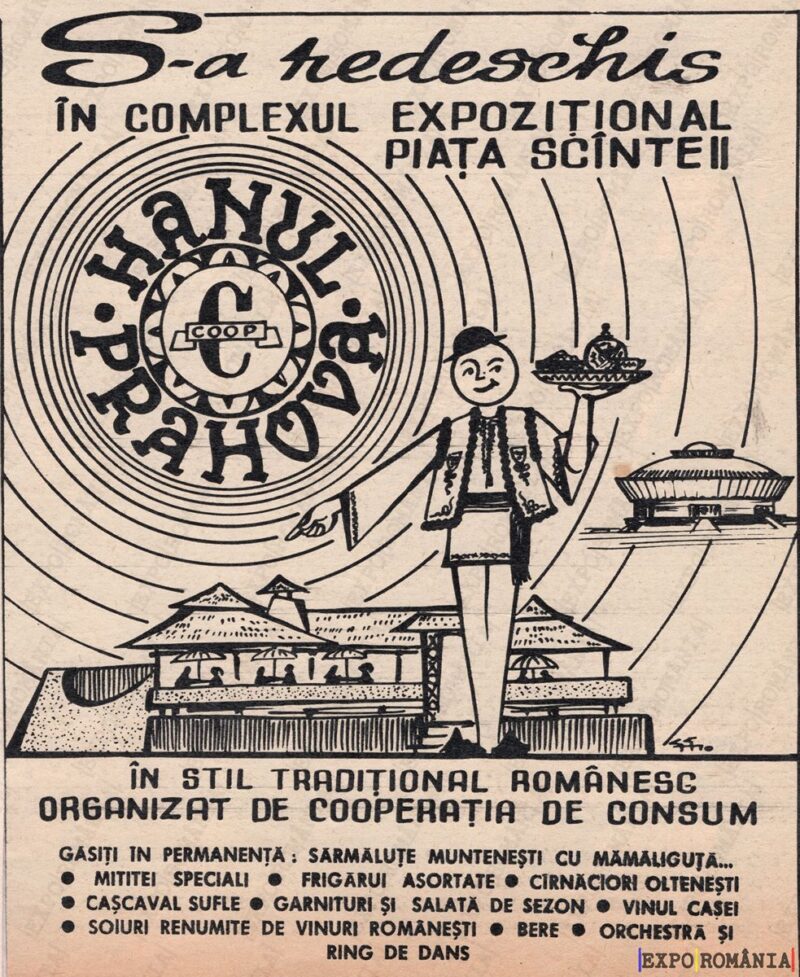 S-a redeschis
ÎN COMPLEXUL EXPOZIȚIONAL
PIAȚA SCÎNTEII
HANUL
PRAHOVA
C
COOP
ÎN STIL TRADIȚIONAL ROMÂNESC
ORGANIZAT DE COOPERAȚIA DE CONSUM
GĂSIȚI ÎN PERMANENȚĂ : SĂRMĂLUȚE MUNTENEȘTI CU MĂMĂLIGUȚĂ...
● MITITEI SPECIALI ● FRIGĂRUI ASORTATE ● CÎRNĂCIORI OLTENEȘTI
● CAȘCAVAL SUFLE ● GARNITURI ȘI SALATĂ DE SEZON ● VINUL CASEI
● SOIURI RENUMITE DE VINURI ROMÂNEȘTI ● BERE ● ORCHESTRĂ ȘI
RING DE DANS
EXPO ROMÂNIA